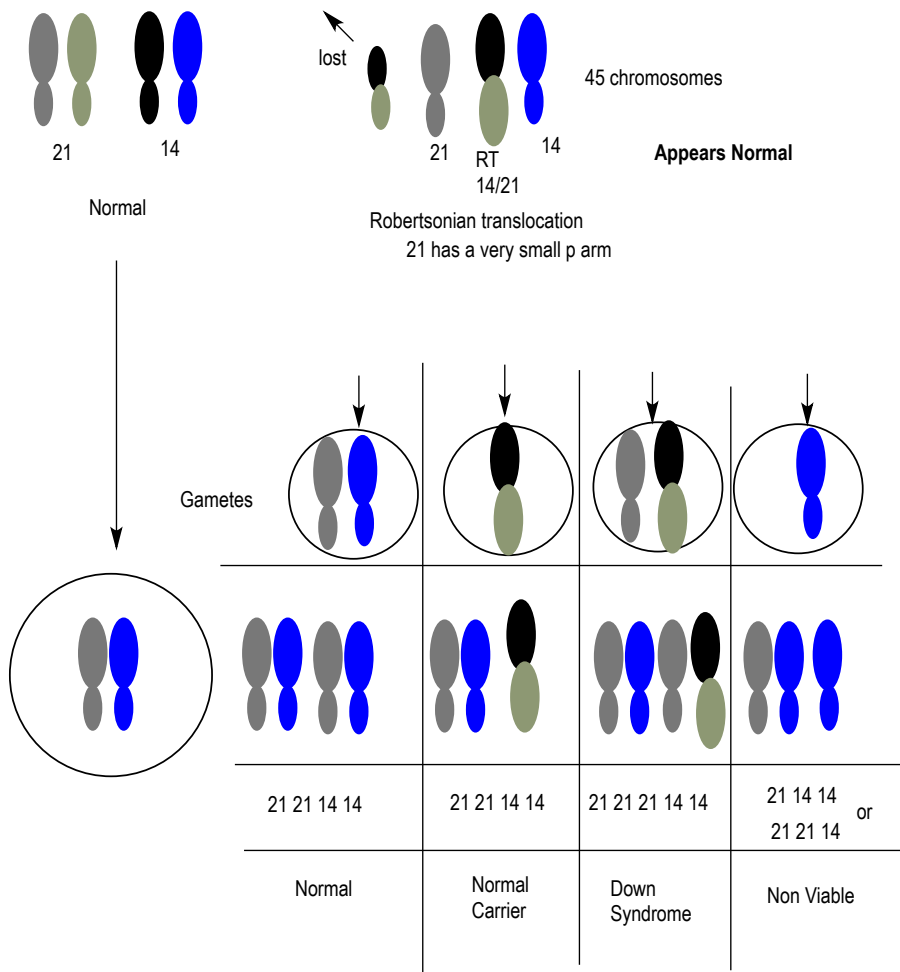 lost
45 chromosomes
21
14
21
RT
14/21
14
Appears Normal
Normal
Robertsonian translocation
21 has a very small p arm
Gametes
21 21 14 14
21 21 14 14
21 21 21 14 14
21 14 14
or
21 21 14
Normal
Normal
Carrier
Down
Syndrome
Non Viable